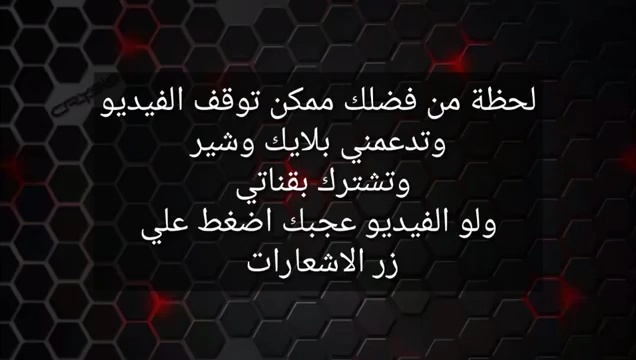 لحظة من فضلك ممكن توقف الفيديو
وتدعمني بلايك وشير
وتشترك بقناتي
ولو الفيديو عجبك اضغط علي
زر الاشعارات